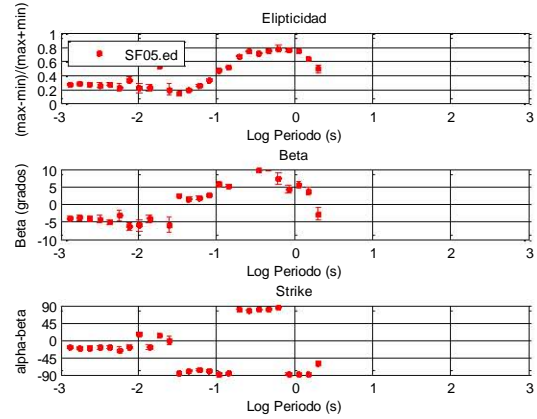 Elipticidad
(max-min)/(max+min)
1
0.8
0.6
0.4
0.2
0
SF05.ed
-3 -2 -1 0 1 2 3
Log Periodo (s)
Beta
Beta (grados)
10
5
0
-5
-10
-3 -2 -1 0 1 2 3
Log Periodo (s)
Strike
alpha-beta
90
45
0
-45
-90
-3 -2 -1 0 1 2 3
Log Periodo (s)